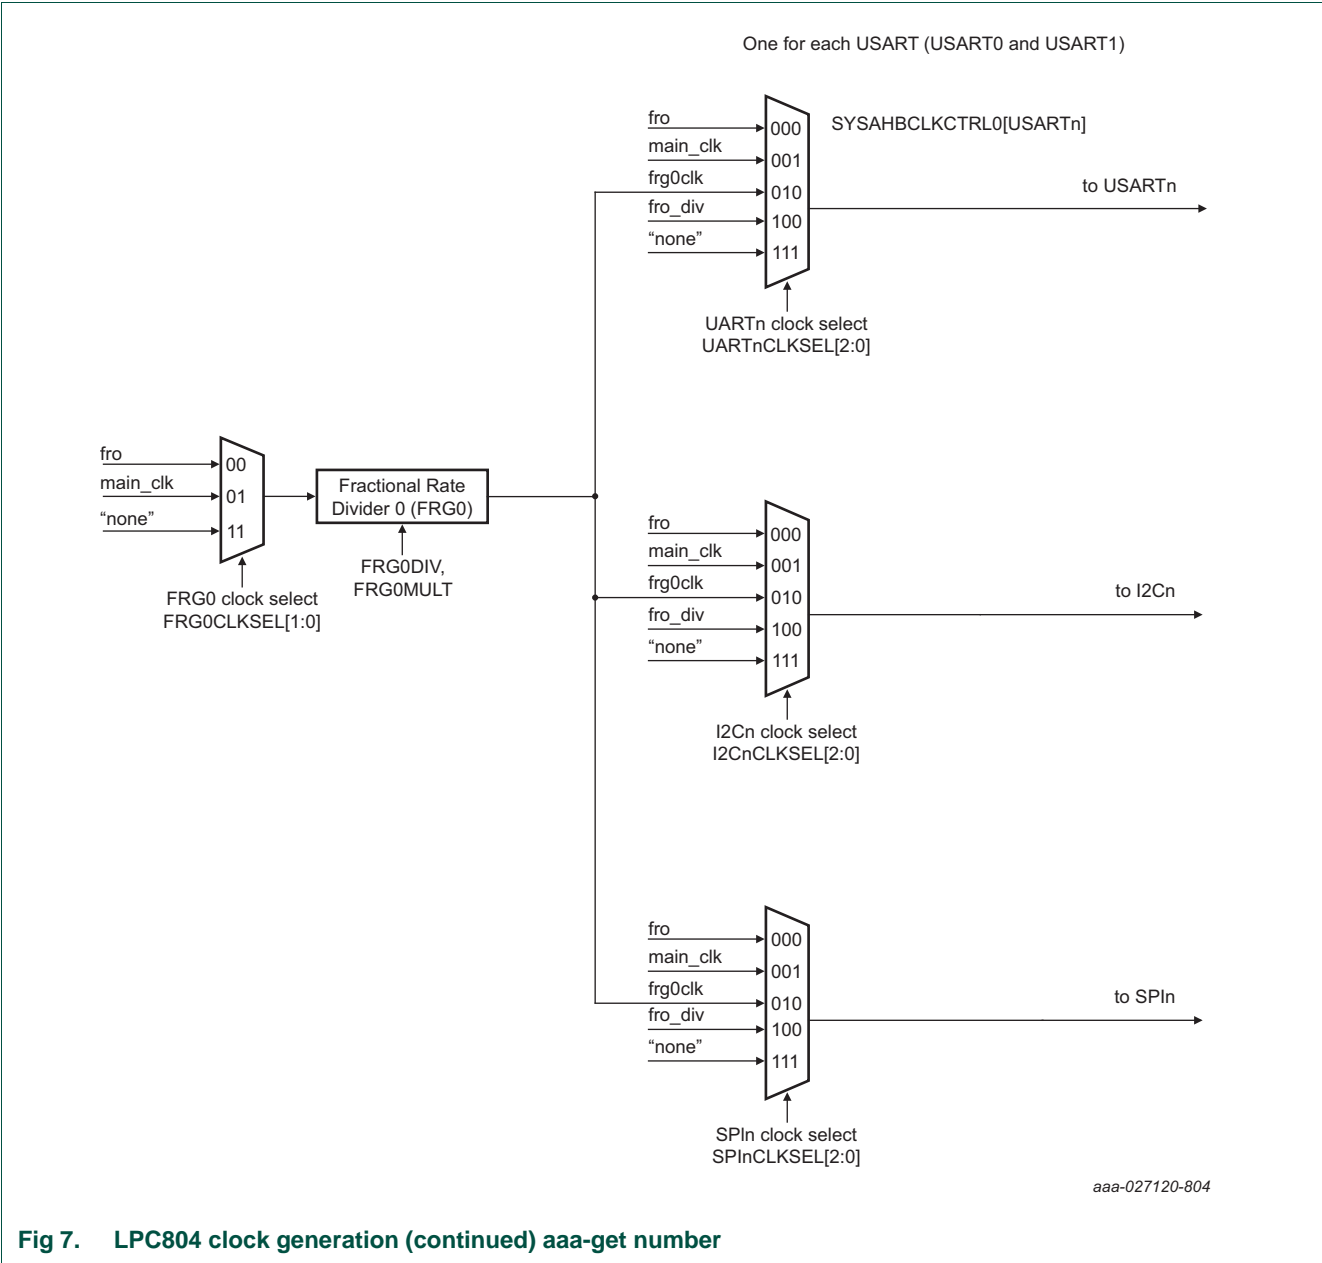 One for each USART (USART0 and USART1)
fro
000
SYSAHBCLKCTRL0[USARTn]
main_clk
001
frg0clk
010
to USARTn
fro_div
100
“none”
111
UARTn clock select
UARTnCLKSEL[2:0]
fro
00
main_clk
01
“none”
11
Fractional Rate
Divider 0 (FRG0)
FRG0DIV,
FRG0MULT
FRG0 clock select
FRG0CLKSEL[1:0]
fro
000
main_clk
001
frg0clk
010
to I2Cn
fro_div
100
“none”
111
I2Cn clock select
I2CnCLKSEL[2:0]
fro
000
main_clk
001
frg0clk
010
to SPIn
fro_div
100
“none”
111
SPIn clock select
SPInCLKSEL[2:0]
aaa-027120-804
Fig 7. LPC804 clock generation (continued) aaa-get number